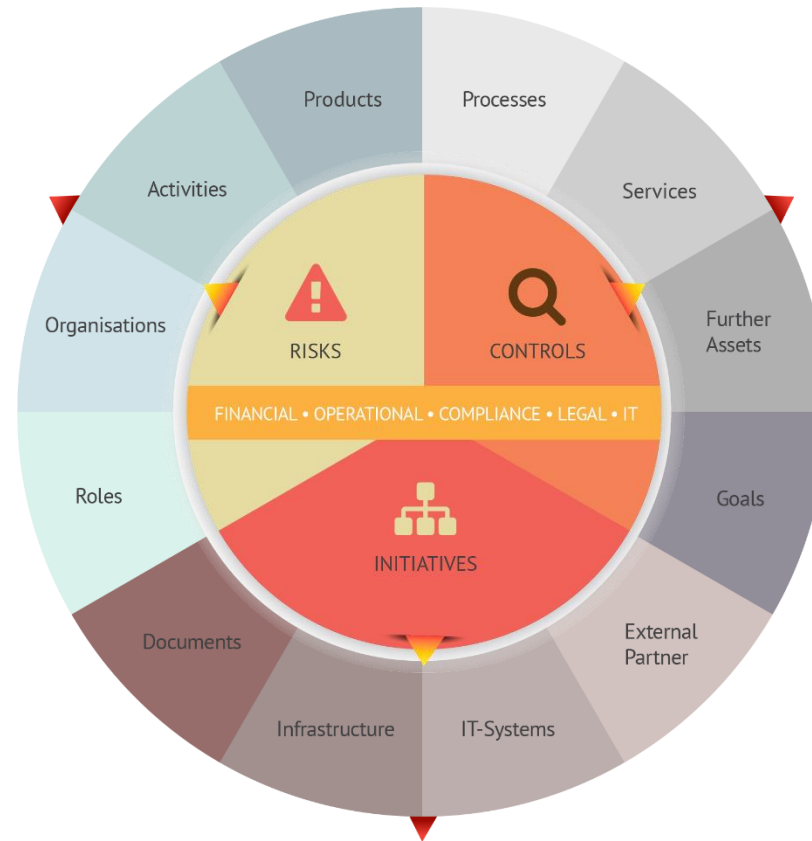 Products
Processes
Activities
Services
Organisations
Further
Assets
RISKS
CONTROLS
FINANCIAL • OPERATIONAL • COMPLIANCE • LEGAL • IT
Roles
Goals
INITIATIVES
Documents
External
Partner
Infrastructure
IT-Systems